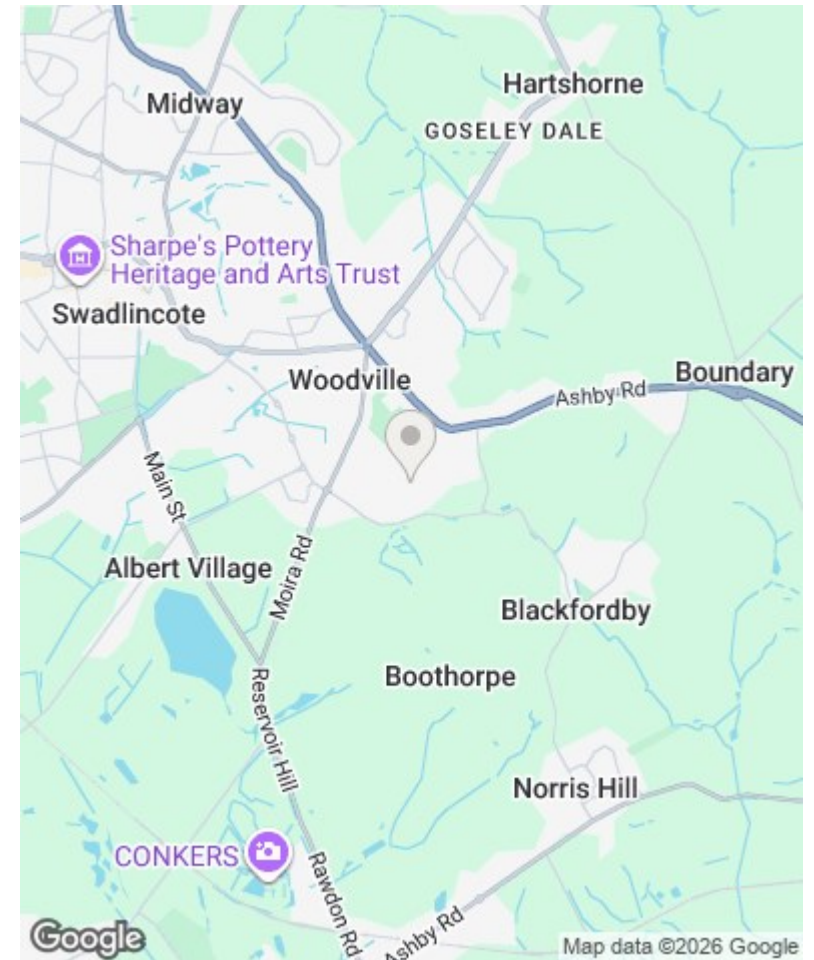 Hartshorne
Midway
GOSELEY DALE
Sharpe's Pottery
Heritage and Arts Trust
Swadlincote
Woodville
Boundary
Ashby Rd
Main St
Albert Village
Moira Rd
Blackfordby
Boothorpe
Reservoir Hill
Norris Hill
CONKERS
Rawdon Rd
Ashby Rd
Google
Map data ©2026 Google